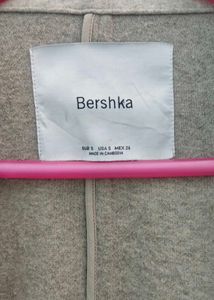 Bershka
EUR S USA S MEX 26
MADE IN CAMBODIA